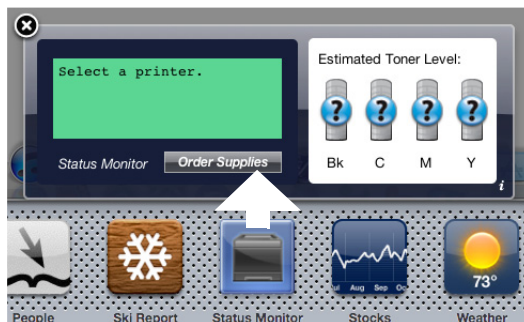 Estimated Toner Level:
Select a printer.
? ? ? ?
Status Monitor Order Supplies
Bk C M Y
i
73°
Jul Aug Sep Oc
People Ski Report Status Monitor Stocks Weather